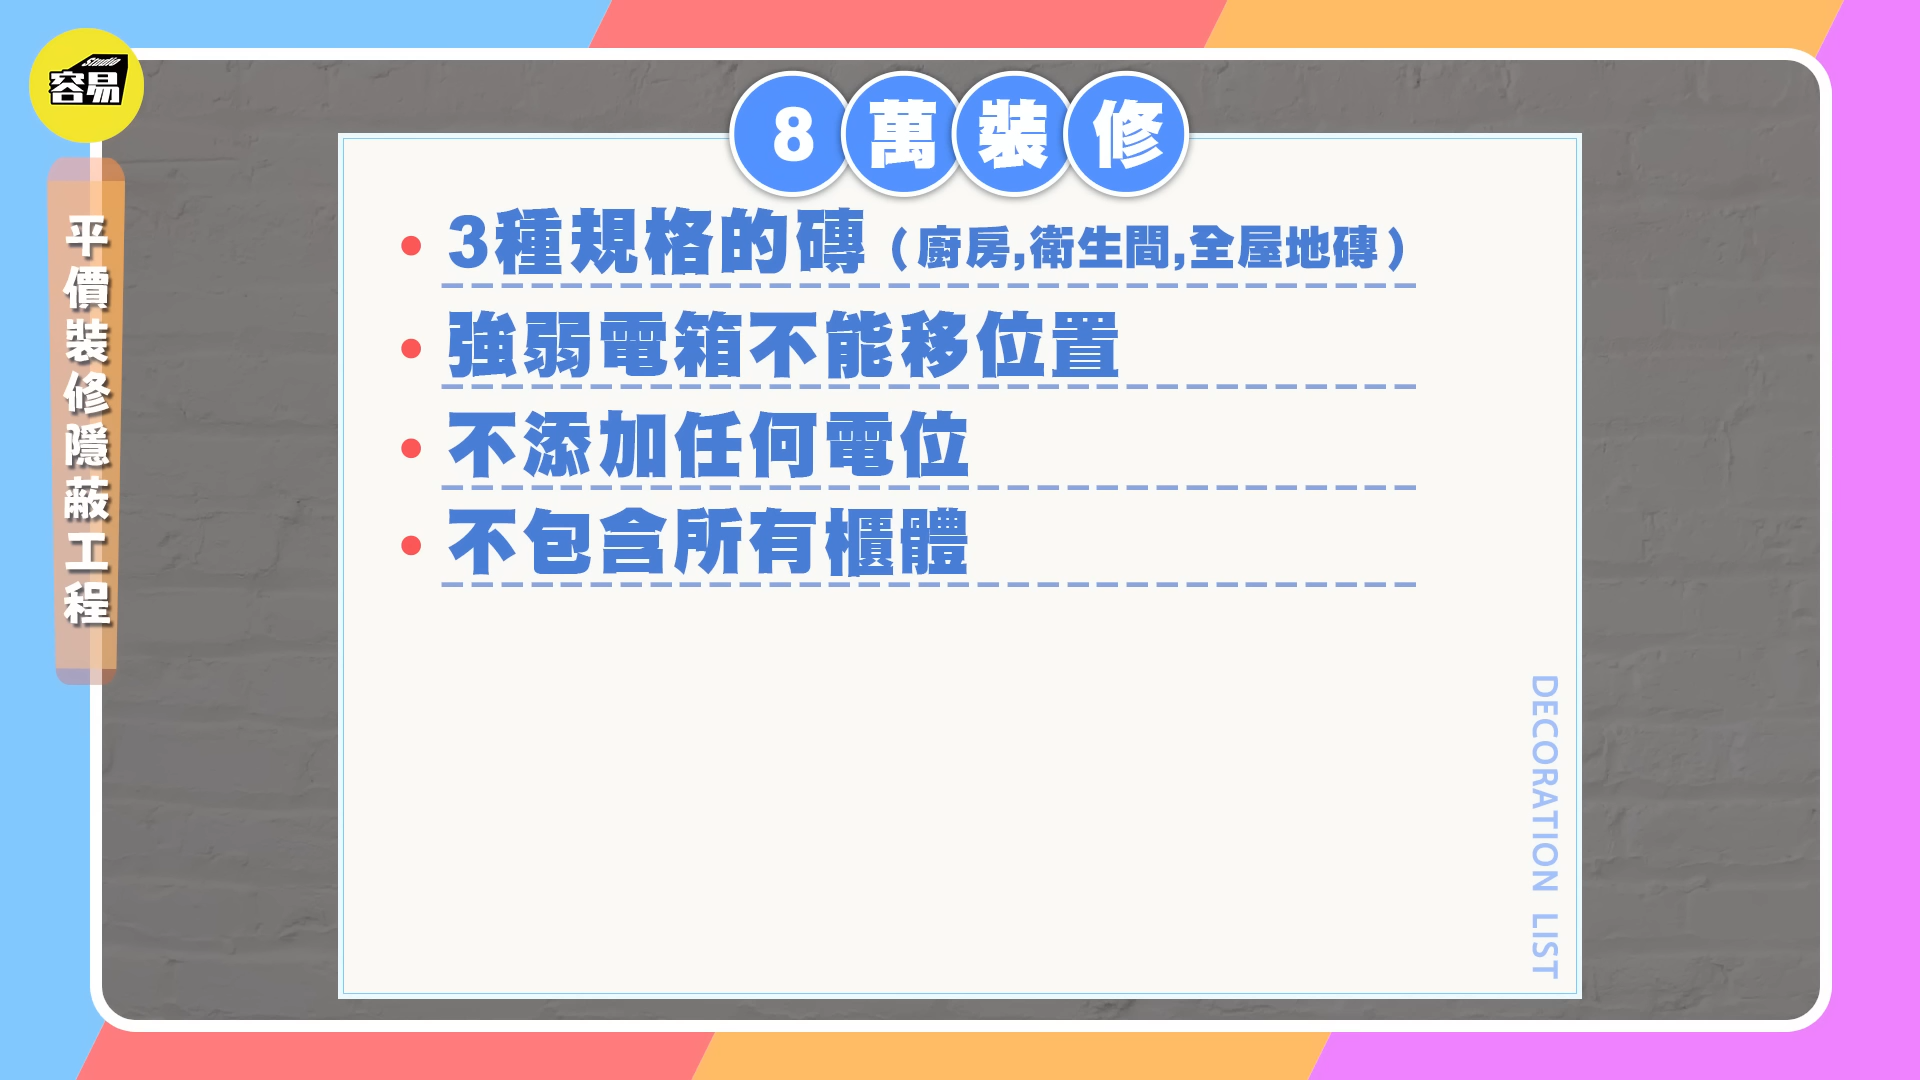 Studio
容易
平價裝修隱蔽工程
8萬裝修
3種規格的磚（廚房,衛生間,全屋地磚）
強弱電箱不能移位置
不添加任何電位
不包含所有櫃體
DECORATION LIST